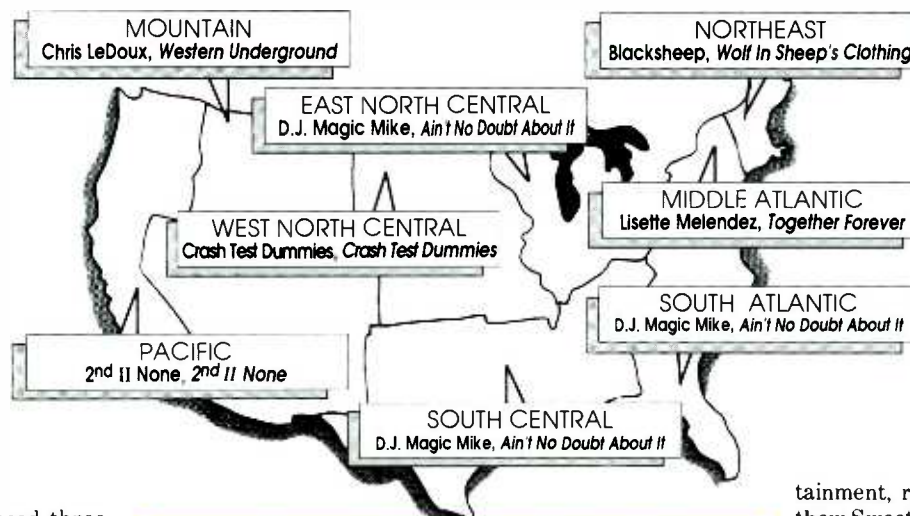 MOUNTAIN
Chris LeDoux, Western Underground
NORTHEAST
Blacksheep, Wolf In Sheep's Clothing
EAST NORTH CENTRAL
D.J. Magic Mike, Ain't No Doubt About It
MIDDLE ATLANTIC
Lisette Melendez, Together Forever
WEST NORTH CENTRAL
Crash Test Dummies, Crash Test Dummies
SOUTH ATLANTIC
D.J. Magic Mike, Ain't No Doubt About It
PACIFIC
2nd II None, 2nd II None
SOUTH CENTRAL
D.J. Magic Mike, Ain't No Doubt About It
tainment, r